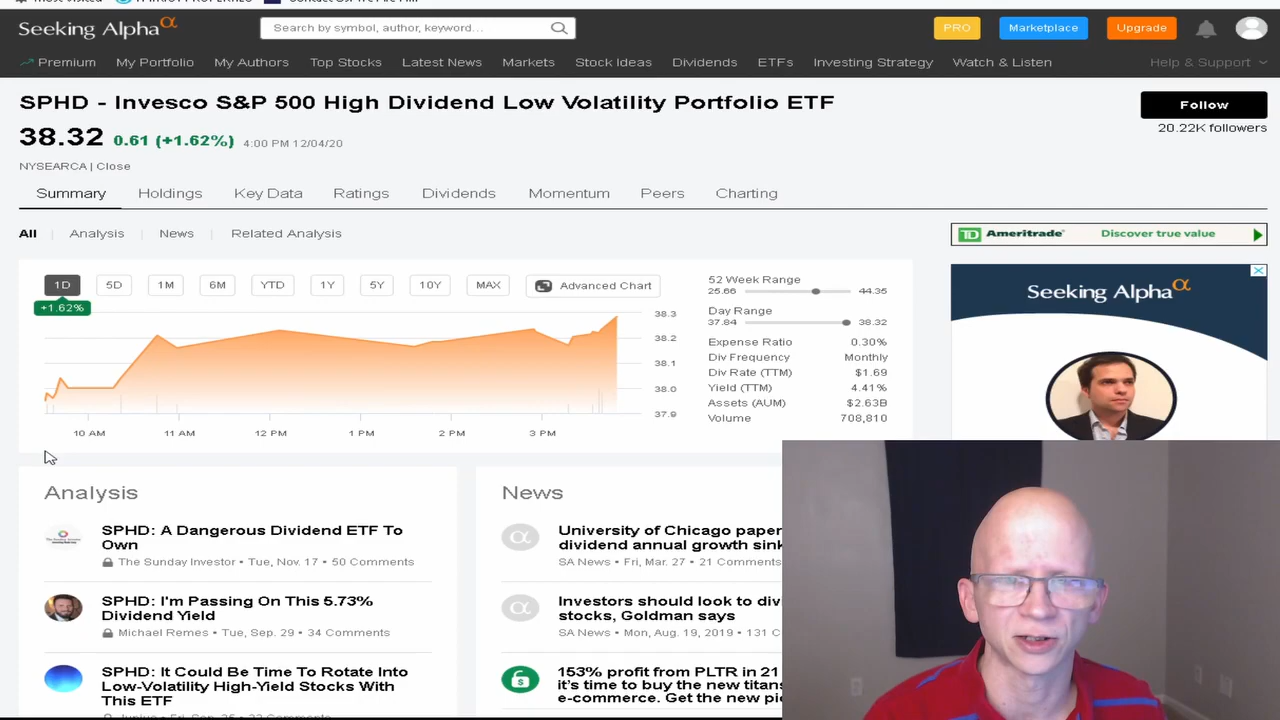 Seeking Alpha α
Search by symbol, author, keyword...
PRO
Marketplace
Upgrade
Premium My Portfolio My Authors Top Stocks Latest News Markets Stock Ideas Dividends ETFs Investing Strategy Watch & Listen Help & Support
SPHD - Invesco S&P 500 High Dividend Low Volatility Portfolio ETF
Follow
38.32 0.61 (+1.62%) 4:00 PM 12/04/20
20.22K followers
NYSEARCA | Close
Summary Holdings Key Data Ratings Dividends Momentum Peers Charting
All | Analysis | News | Related Analysis
TD Ameritrade Discover true value
1D 5D 1M 6M YTD 1Y 5Y 10Y MAX Advanced Chart
+1.62%
38.3
38.2
38.1
38.0
37.9
10 AM 11 AM 12 PM 1 PM 2 PM 3 PM
52 Week Range
25.66 44.35
Day Range
37.84 38.32
Expense Ratio 0.30%
Div Frequency Monthly
Div Rate (TTM) $1.69
Yield (TTM) 4.41%
Assets (AUM) $2.63B
Volume 708,810
Seeking Alpha α
Analysis
SPHD: A Dangerous Dividend ETF To
Own
The Sunday Investor • Tue, Nov. 17 • 50 Comments
SPHD: I'm Passing On This 5.73%
Dividend Yield
Michael Remes • Tue, Sep. 29 • 34 Comments
SPHD: It Could Be Time To Rotate Into
Low-Volatility High-Yield Stocks With
This ETF
News
University of Chicago paper
dividend annual growth sink
SA News • Fri, Mar. 27 • 21 Comments
Investors should look to div
stocks, Goldman says
SA News • Mon, Aug. 19, 2019 • 131 C
153% profit from PLTR in 21
it's time to buy the new titans
e-commerce. Get the new pi